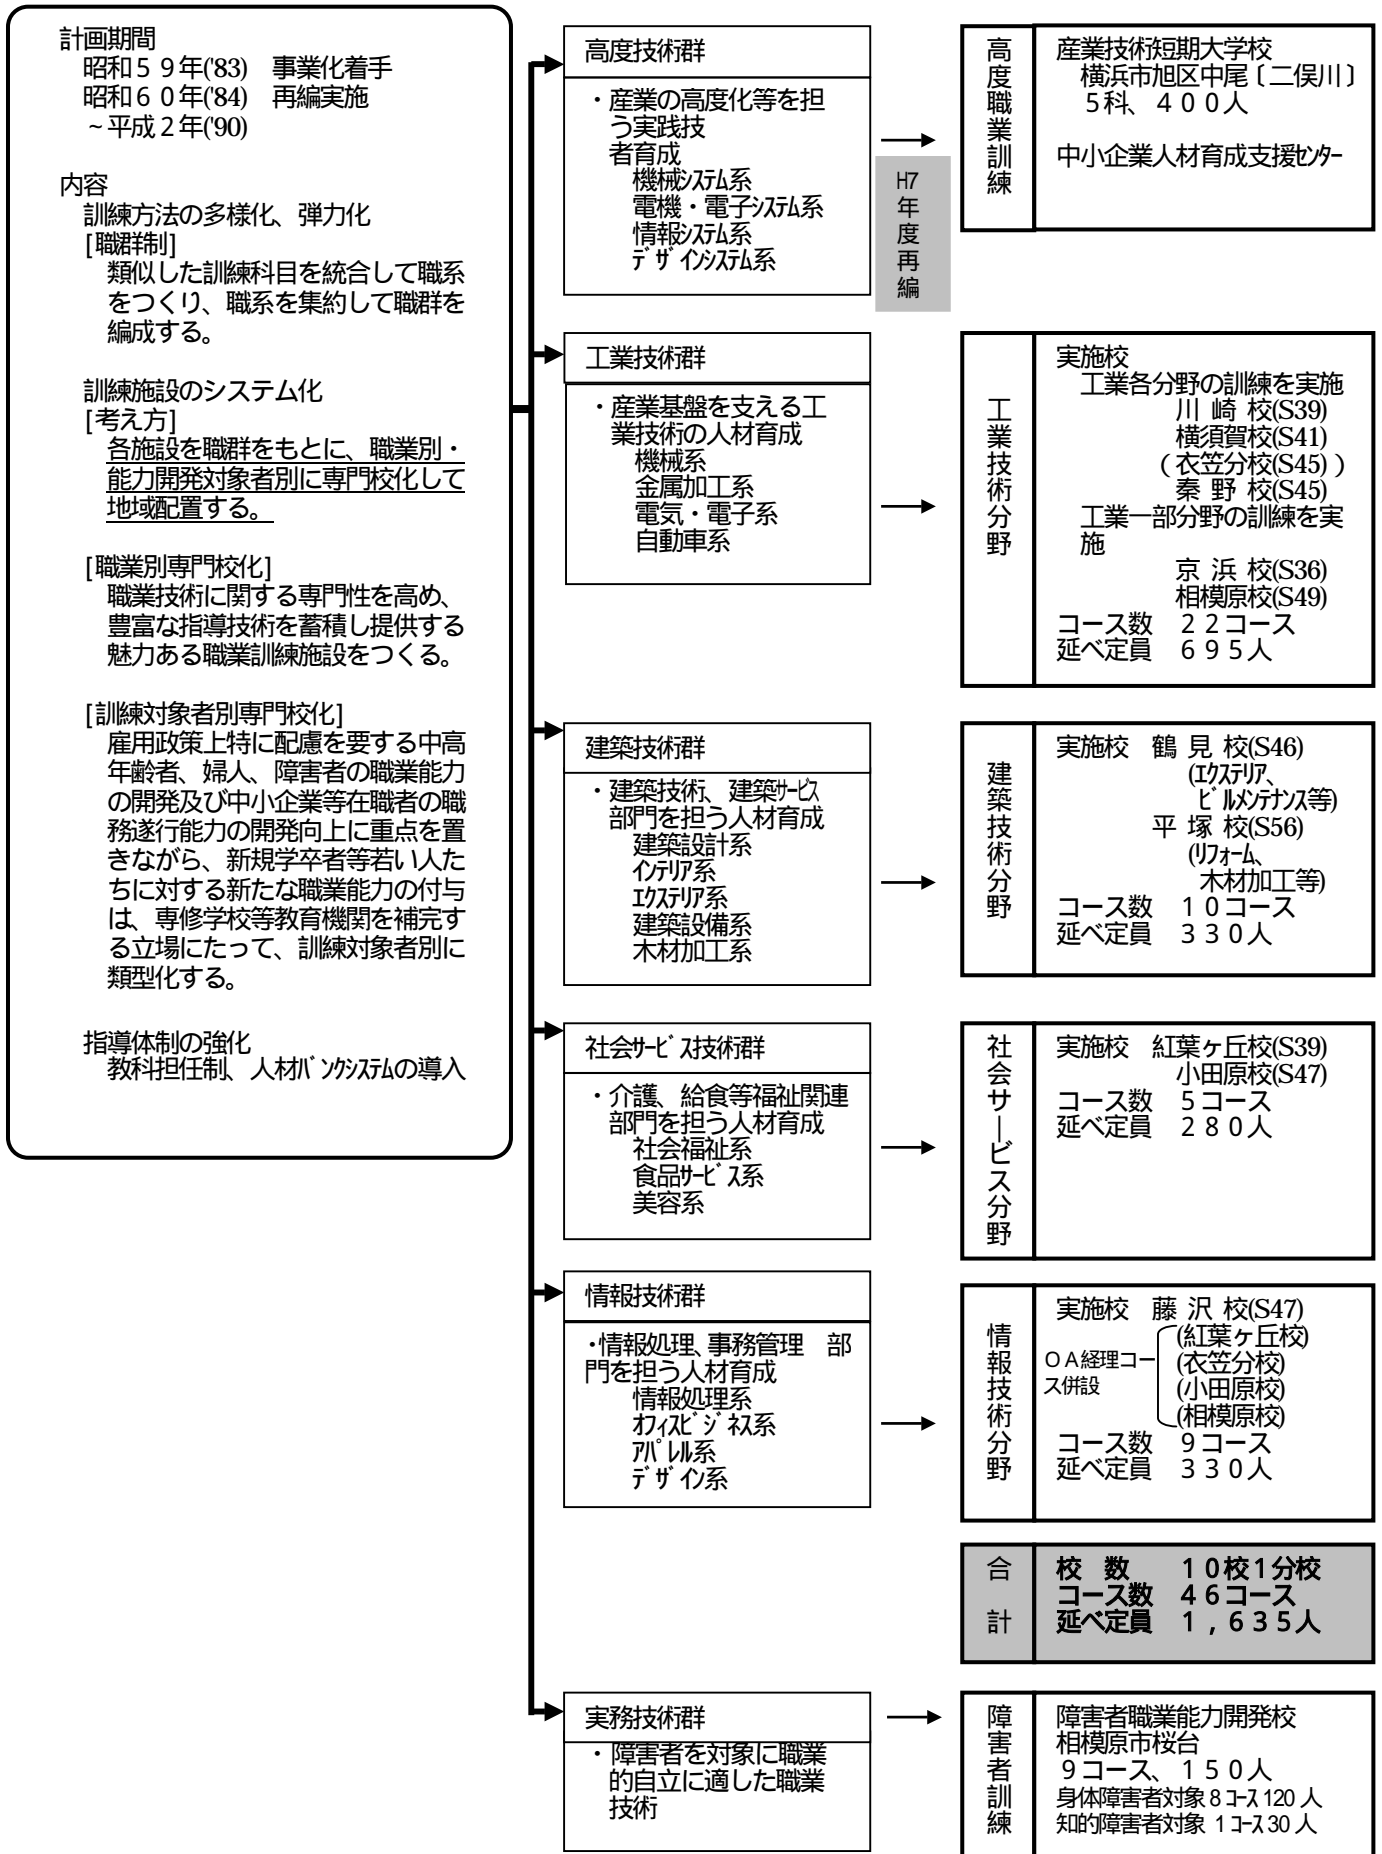 計画期間
昭和５９年('83)　事業化着手
昭和６０年('84)　再編実施
～平成２年('90)
内容
訓練方法の多様化、弾力化
[職群制]
類似した訓練科目を統合して職系
をつくり、職系を集約して職群を
編成する。
訓練施設のシステム化
[考え方]
各施設を職群をもとに、職業別・
能力開発対象者別に専門校化して
地域配置する。
[職業別専門校化]
職業技術に関する専門性を高め、
豊富な指導技術を蓄積し提供する
魅力ある職業訓練施設をつくる。
[訓練対象者別専門校化]
雇用政策上特に配慮を要する中高
年齢者、婦人、障害者の職業能力
の開発及び中小企業等在職者の職
務遂行能力の開発向上に重点を置
きながら、新規学卒者等若い人た
ちに対する新たな職業能力の付与
は、専修学校等教育機関を補完す
る立場にたって、訓練対象者別に
類型化する。
指導体制の強化
教科担任制、人材ﾊﾞﾝｸｼｽﾃﾑの導入
高度技術群
・産業の高度化等を担
う実践技
者育成
機械ｼｽﾃﾑ系
電機・電子ｼｽﾃﾑ系
情報ｼｽﾃﾑ系
ﾃﾞｻﾞｲﾝｼｽﾃﾑ系
H7年度再編
高度職業訓練
産業技術短期大学校
横浜市旭区中尾〔二俣川〕
５科、４００人
中小企業人材育成支援ｾﾝﾀｰ
工業技術群
・産業基盤を支える工
業技術の人材育成
機械系
金属加工系
電気・電子系
自動車系
工業技術分野
実施校
工業各分野の訓練を実施
川 崎 校(S39)
横須賀校(S41)
（衣笠分校(S45)）
秦 野 校(S45)
工業一部分野の訓練を実
施
京 浜 校(S36)
相模原校(S49)
コース数　２２コース
延べ定員　６９５人
建築技術群
・建築技術、建築ｻｰﾋﾞｽ
部門を担う人材育成
建築設計系
ｲﾝﾃﾘｱ系
ｴｸｽﾃﾘｱ系
建築設備系
木材加工系
建築技術分野
実施校　鶴 見 校(S46)
(ｴｸｽﾃﾘｱ、
ﾋﾞﾙﾒﾝﾃﾅﾝｽ等)
平 塚 校(S56)
(ﾘﾌｫｰﾑ、
木材加工等)
コース数　１０コース
延べ定員　３３０人
社会ｻｰﾋﾞｽ技術群
・介護、給食等福祉関連
部門を担う人材育成
社会福祉系
食品ｻｰﾋﾞｽ系
美容系
社会サービス分野
実施校　紅葉ヶ丘校(S39)
小田原校(S47)
コース数　５コース
延べ定員　２８０人
情報技術群
・情報処理、事務管理　部
門を担う人材育成
情報処理系
ｵﾌｨｽﾋﾞｼﾞﾈｽ系
ｱﾊﾟﾚﾙ系
ﾃﾞｻﾞｲﾝ系
情報技術分野
実施校　藤 沢 校(S47)
ＯＡ経理コー
ス併設
(紅葉ヶ丘校)
(衣笠分校)
(小田原校)
(相模原校)
コース数　９コース
延べ定員　３３０人
合計
校　数　　１０校１分校
コース数　４６コース
延べ定員　１，６３５人
実務技術群
・障害者を対象に職業
的自立に適した職業
技術
障害者訓練
障害者職業能力開発校
相模原市桜台
９コース、１５０人
身体障害者対象８ｺｰｽ120人
知的障害者対象 １ｺｰｽ30人